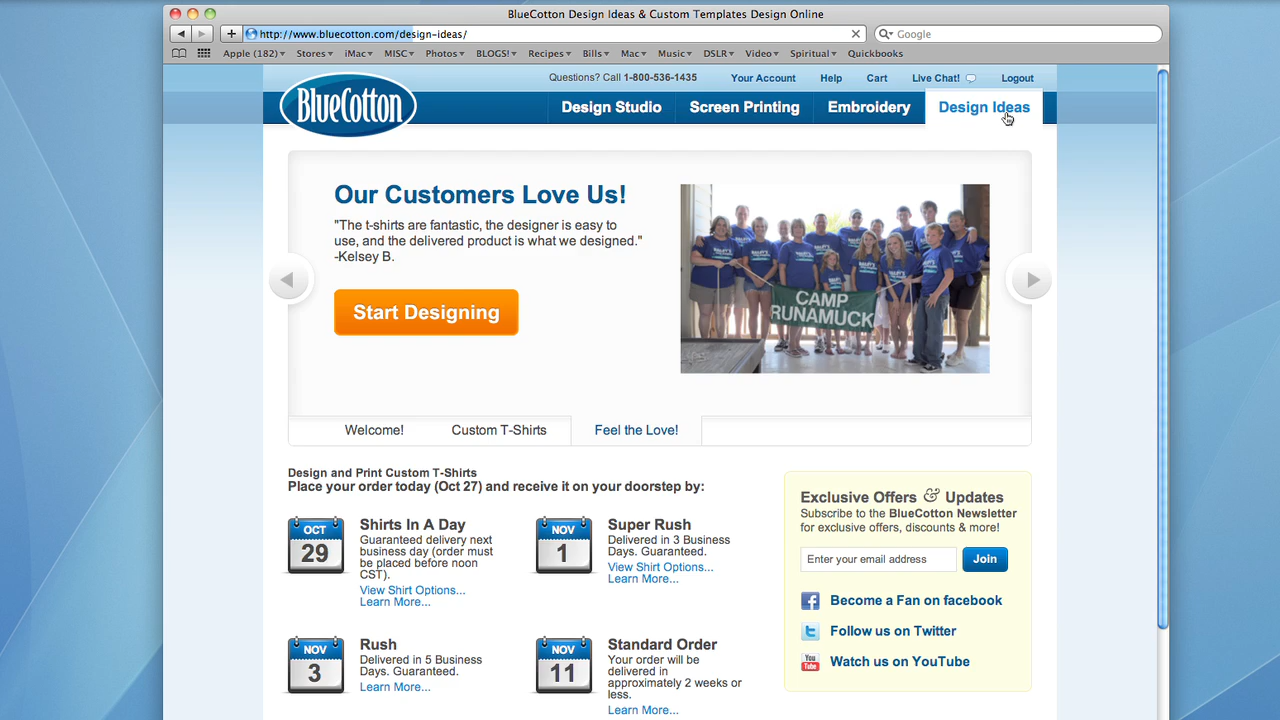 BlueCotton Design Ideas & Custom Templates Design Online
http://www.bluecotton.com/design-ideas/
Google
Apple (182)
Stores
iMac
MISC
Photos
BLOGS!
Recipes
Bills
Mac
Music
DSLR
Video
Spiritual
Quickbooks
Questions? Call 1-800-536-1435
Your Account
Help
Cart
Live Chat!
Logout
BlueCotton
Design Studio
Screen Printing
Embroidery
Design Ideas
Our Customers Love Us!
"The t-shirts are fantastic, the designer is easy to
use, and the delivered product is what we designed."
-Kelsey B.
Start Designing
CAMP
RUNAMUCK
Welcome!
Custom T-Shirts
Feel the Love!
Design and Print Custom T-Shirts
Place your order today (Oct 27) and receive it on your doorstep by:
OCT
29
Shirts In A Day
Guaranteed delivery next
business day (order must
be placed before noon
CST).
View Shirt Options...
Learn More...
NOV
1
Super Rush
Delivered in 3 Business
Days. Guaranteed.
View Shirt Options...
Learn More...
NOV
3
Rush
Delivered in 5 Business
Days. Guaranteed.
Learn More...
NOV
11
Standard Order
Your order will be
delivered in
approximately 2 weeks or
less.
Learn More...
Exclusive Offers & Updates
Subscribe to the BlueCotton Newsletter
for exclusive offers, discounts & more!
Enter your email address
Join
Become a Fan on facebook
Follow us on Twitter
You
Tube
Watch us on YouTube